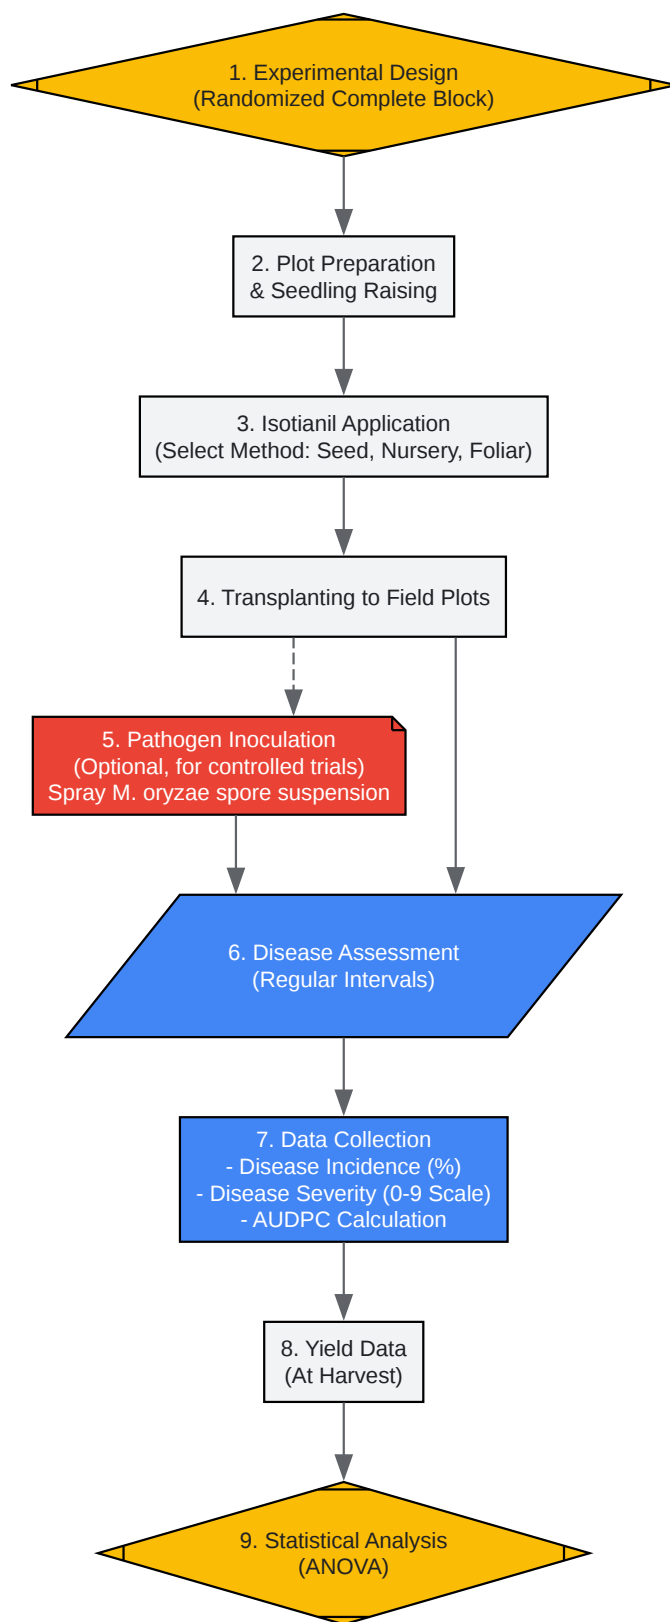 1. Experimental Design
(Randomized Complete Block)
2. Plot Preparation
& Seedling Raising
3. Isotianil Application
(Select Method: Seed, Nursery, Foliar)
4. Transplanting to Field Plots
5. Pathogen Inoculation
(Optional, for controlled trials)
Spray M. oryzae spore suspension
6. Disease Assessment
(Regular Intervals)
7. Data Collection
- Disease Incidence (%)
- Disease Severity (0-9 Scale)
- AUDPC Calculation
8. Yield Data
(At Harvest)
9. Statistical Analysis
(ANOVA)